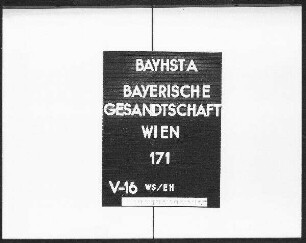 BAYHSTA
BAYERISCHE
GESANDTSCHAFT
WIEN
171
V-16 WS/EH